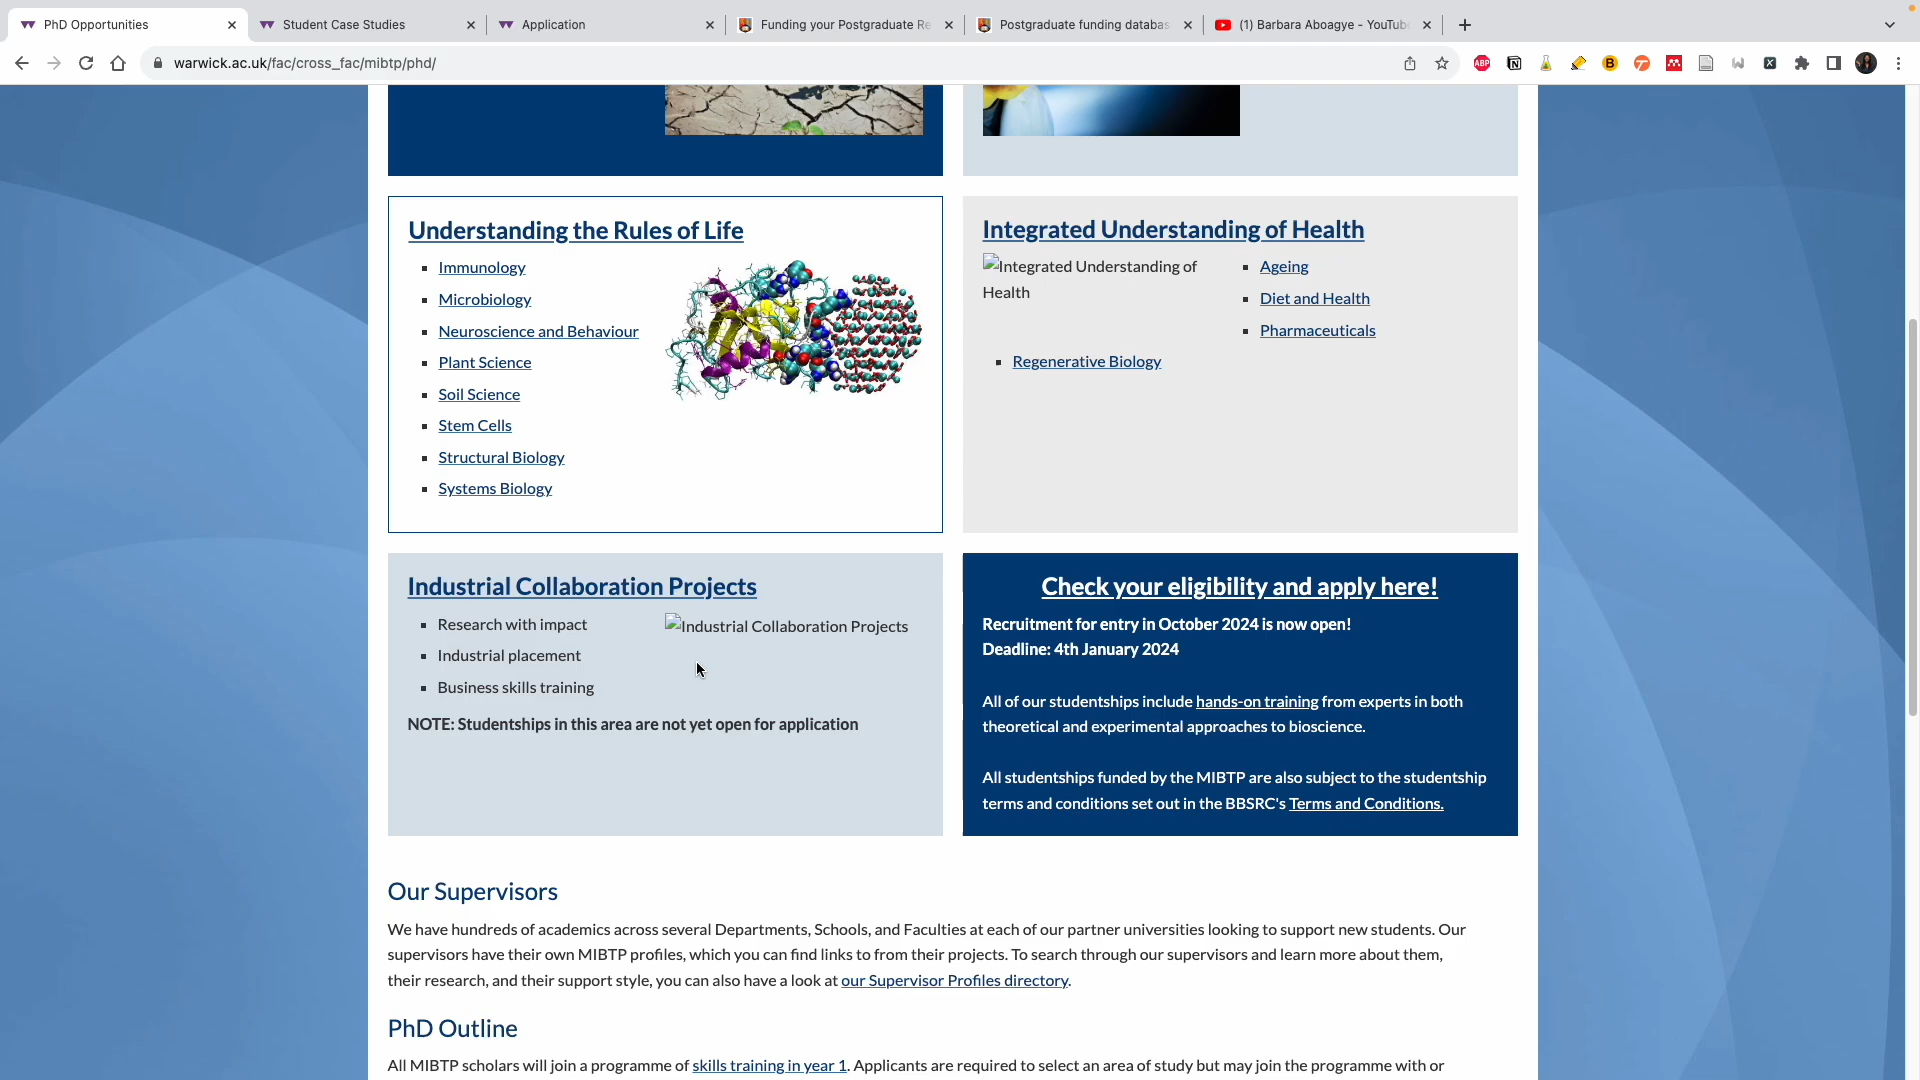 PhD Opportunities
Student Case Studies
Application
Funding your Postgraduate Re
Postgraduate funding databas
(1) Barbara Aboagye - YouTub
warwick.ac.uk/fac/cross_fac/mibtp/phd/
ABP
Understanding the Rules of Life
Immunology
Microbiology
Neuroscience and Behaviour
Plant Science
Soil Science
Stem Cells
Structural Biology
Systems Biology
Integrated Understanding of Health
Integrated Understanding of
Health
Ageing
Diet and Health
Pharmaceuticals
Regenerative Biology
Industrial Collaboration Projects
Research with impact
Industrial placement
Business skills training
Industrial Collaboration Projects
NOTE: Studentships in this area are not yet open for application
Check your eligibility and apply here!
Recruitment for entry in October 2024 is now open!
Deadline: 4th January 2024
All of our studentships include hands-on training from experts in both
theoretical and experimental approaches to bioscience.
All studentships funded by the MIBTP are also subject to the studentship
terms and conditions set out in the BBSRC's Terms and Conditions.
Our Supervisors
We have hundreds of academics across several Departments, Schools, and Faculties at each of our partner universities looking to support new students. Our
supervisors have their own MIBTP profiles, which you can find links to from their projects. To search through our supervisors and learn more about them,
their research, and their support style, you can also have a look at our Supervisor Profiles directory.
PhD Outline
All MIBTP scholars will join a programme of skills training in year 1. Applicants are required to select an area of study but may join the programme with or